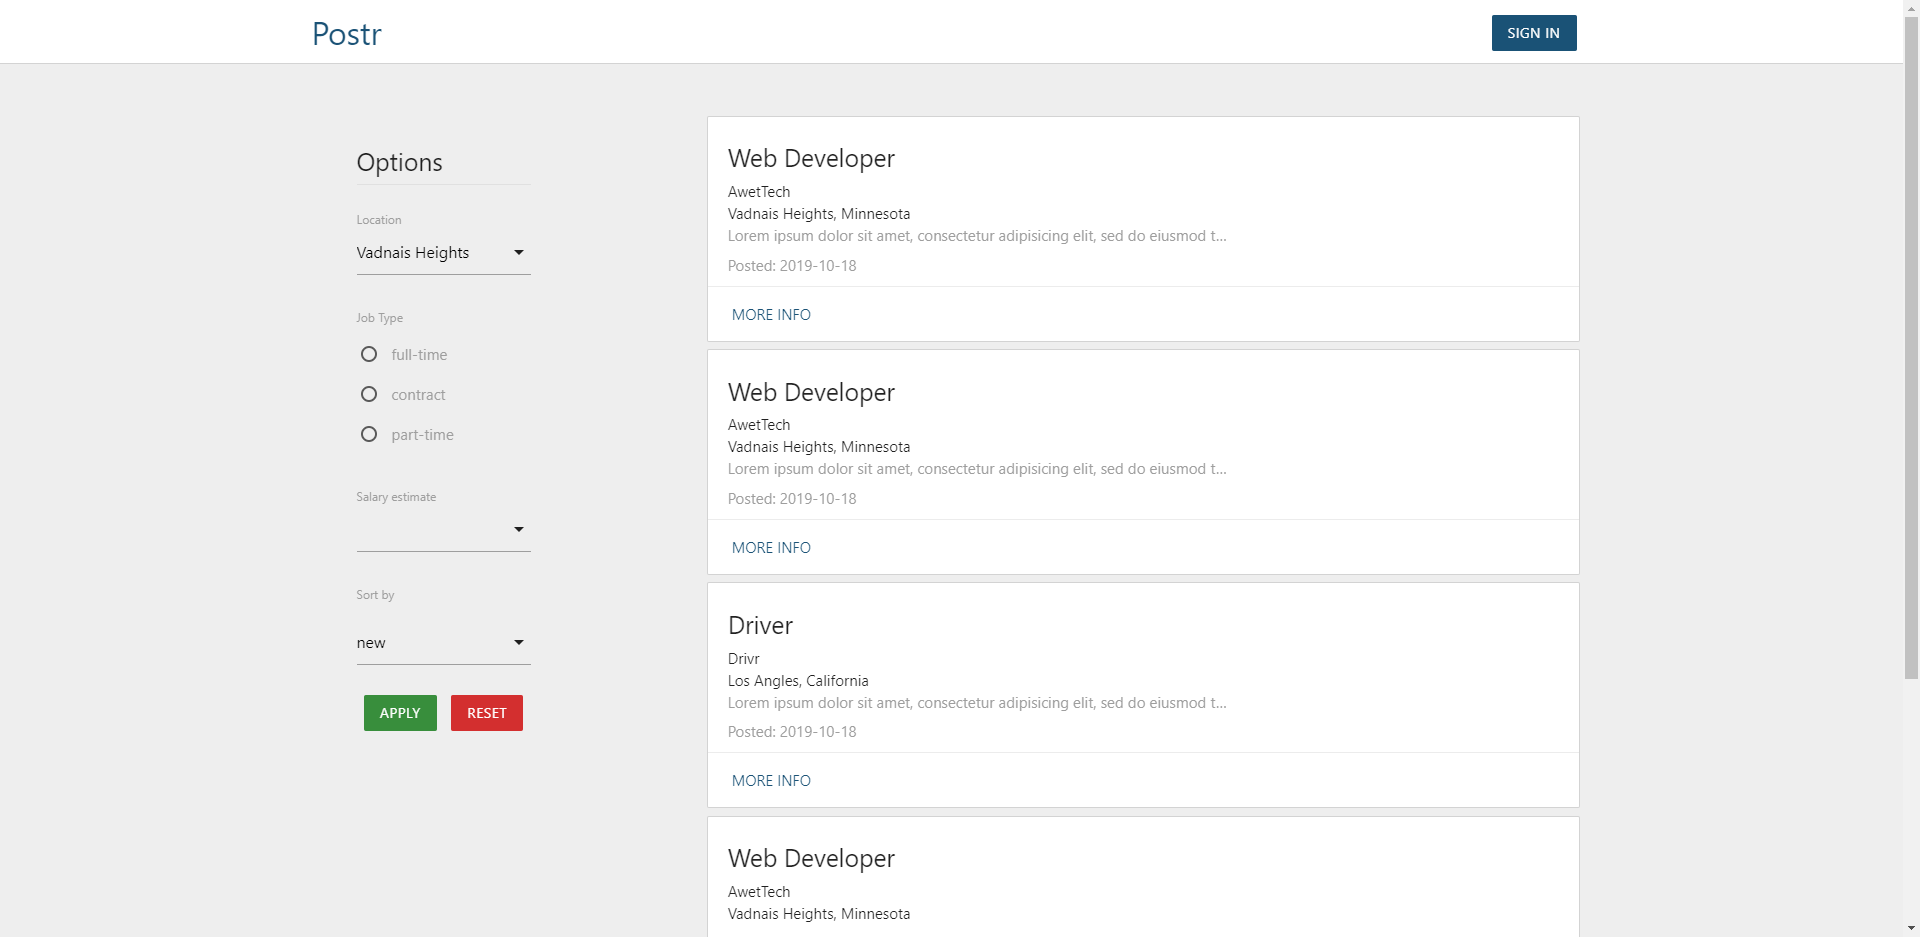 Postr
SIGN IN
Options
Location
Vadnais Heights
Job Type
full-time
contract
part-time
Salary estimate
Sort by
new
APPLY
RESET
Web Developer
AwetTech
Vadnais Heights, Minnesota
Lorem ipsum dolor sit amet, consectetur adipisicing elit, sed do eiusmod t...
Posted: 2019-10-18
MORE INFO
Web Developer
AwetTech
Vadnais Heights, Minnesota
Lorem ipsum dolor sit amet, consectetur adipisicing elit, sed do eiusmod t...
Posted: 2019-10-18
MORE INFO
Driver
Drivr
Los Angles, California
Lorem ipsum dolor sit amet, consectetur adipisicing elit, sed do eiusmod t...
Posted: 2019-10-18
MORE INFO
Web Developer
AwetTech
Vadnais Heights, Minnesota